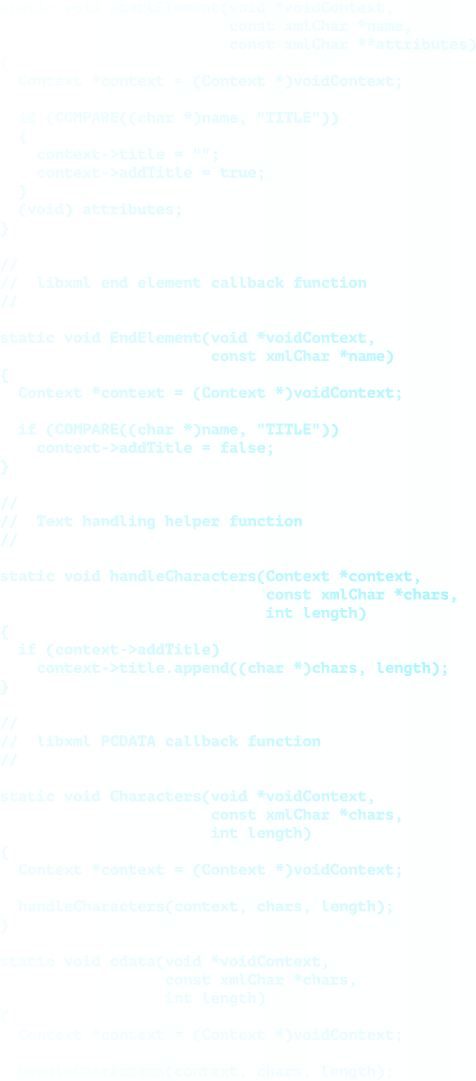 static void StartElement(void *voidContext,
                         const xmlChar *name,
                         const xmlChar **attributes)
{
  Context *context = (Context *)voidContext;

  if (COMPARE((char *)name, "TITLE"))
  {
    context->title = "";
    context->addTitle = true;
  }
  (void) attributes;
}

//
//  libxml end element callback function
//

static void EndElement(void *voidContext,
                       const xmlChar *name)
{
  Context *context = (Context *)voidContext;

  if (COMPARE((char *)name, "TITLE"))
    context->addTitle = false;
}

//
//  Text handling helper function
//

static void handleCharacters(Context *context,
                             const xmlChar *chars,
                             int length)
{
  if (context->addTitle)
    context->title.append((char *)chars, length);
}

//
//  libxml PCDATA callback function
//

static void Characters(void *voidContext,
                       const xmlChar *chars,
                       int length)
{
  Context *context = (Context *)voidContext;

  handleCharacters(context, chars, length);
}

static void cdata(void *voidContext,
                  const xmlChar *chars,
                  int length)
{
  Context *context = (Context *)voidContext;

  handleCharacters(context, chars, length);